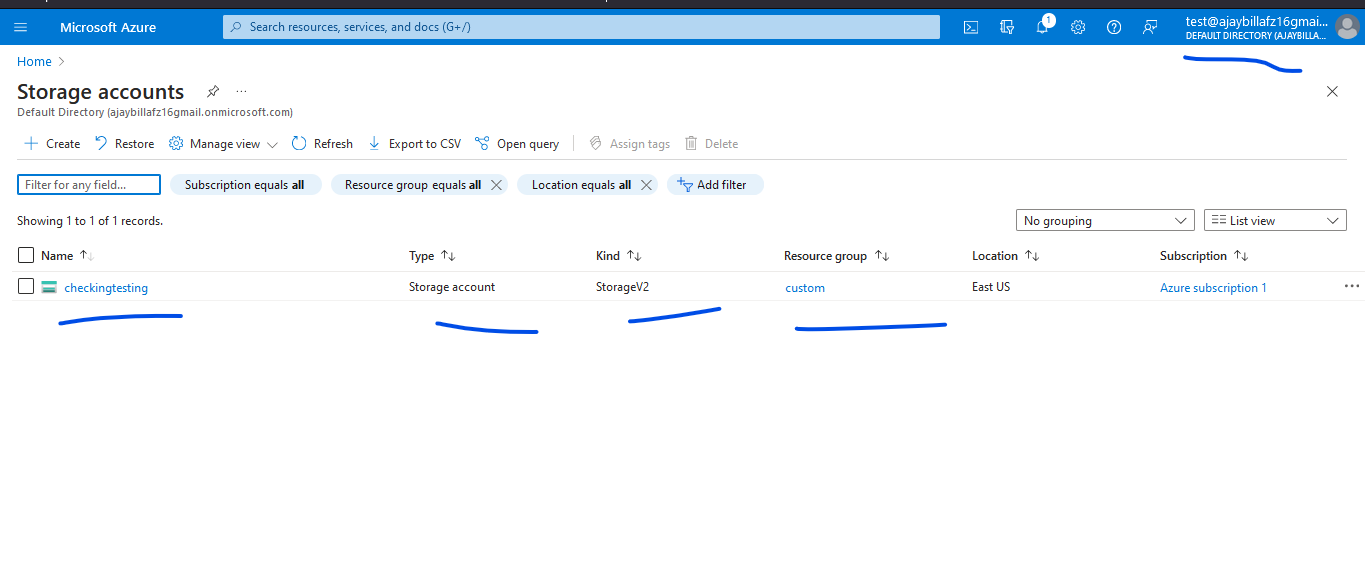 Microsoft Azure
Search resources, services, and docs (G+/)
1
test@ajaybillafz16gmai...
DEFAULT DIRECTORY (AJAYBILLA...
Home
Storage accounts
...
Default Directory (ajaybillafz16gmail.onmicrosoft.com)
Create Restore Manage view Refresh Export to CSV Open query Assign tags Delete
Filter for any field... Subscription equals all Resource group equals all Location equals all Add filter
Showing 1 to 1 of 1 records. No grouping List view
Name Type Kind Resource group Location Subscription
checkingtesting Storage account StorageV2 custom East US Azure subscription 1 ...